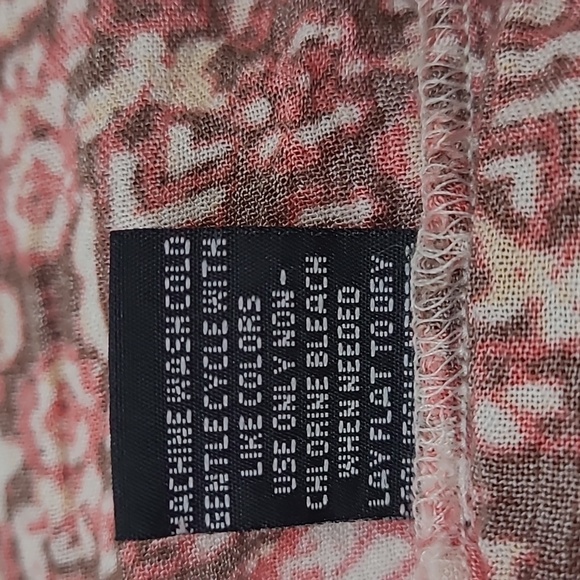 MACHINE WASH COLD
GENTLE CYCLE WITH
LIKE COLORS
USE ONLY NON-
CHLORINE BLEACH
WHEN NEEDED
LAY FLAT TO DRY